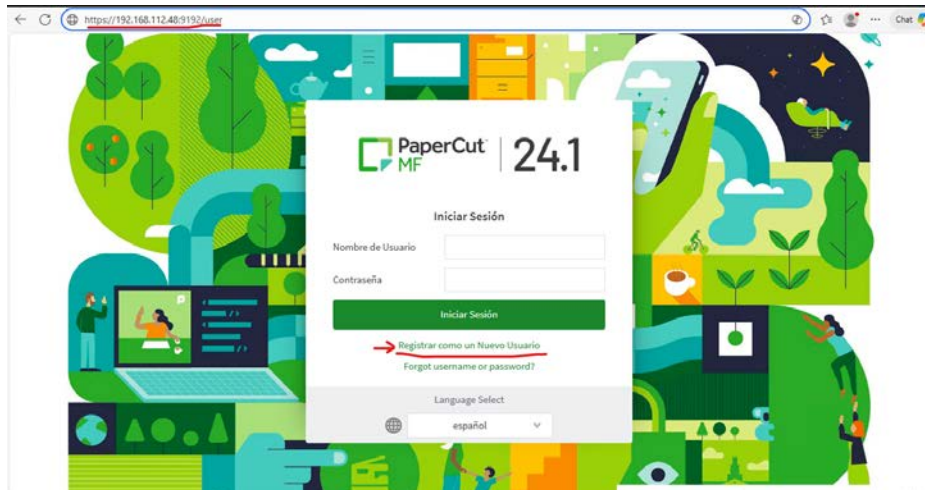 https://192.168.112.48:9192/user
Chat
PaperCut MF | 24.1
Iniciar Sesión
Nombre de Usuario
Contraseña
Iniciar Sesión
Registrar como un Nuevo Usuario
Forgot username or password?
Language Select
español